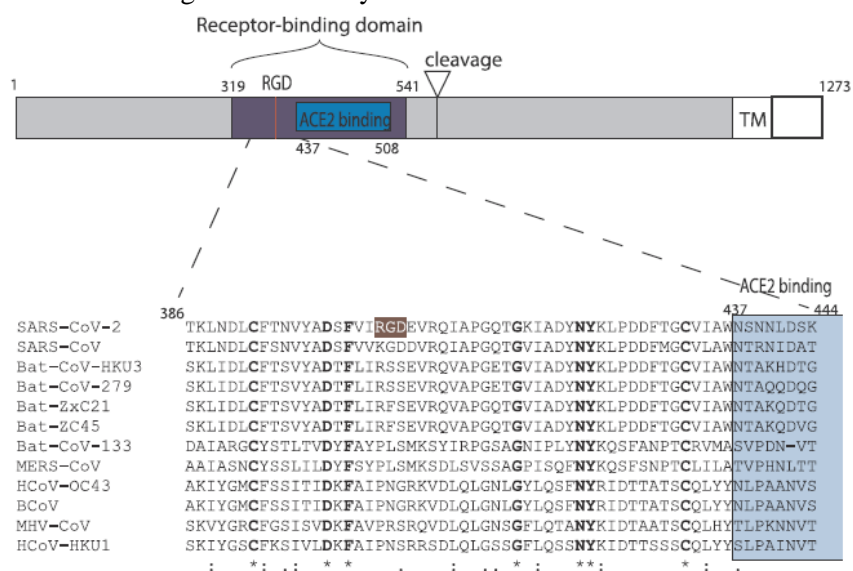 Receptor-binding domain
cleavage
1 319 RGD 541 1273
ACE2 binding TM
437 508
ACE2 binding
386 437 444
SARS-CoV-2 TKLNDLCFTNVYADSFVIRGDEVRQIAPGQTGKIADYNYKLPDDFTGCVIAWNSNNLDSK
SARS-CoV TKLNDLCFSNVYADSFVVKGDDVRQIAPGQTGVIADYNYKLPDDFMGCVLAWNTRNIDAT
Bat-CoV-HKU3 SKLIDLCFTSVYADTFLIRSSEVRQVAPGETGVIADYNYKLPDDFTGCVIAWNTAKHDTG
Bat-CoV-279 SKLIDLCFTSVYADTFLIRSSEVRQVAPGETGVIADYNYKLPDDFTGCVIAWNTAQQDQG
Bat-ZxC21 SKLIDLCFTSVYADTFLIRFSEVRQVAPGQTGVIADYNYKLPDDFTGCVIAWNTAKQDTG
Bat-ZC45 SKLIDLCFTSVYADTFLIRFSEVRQVAPGQTGVIADYNYKLPDDFTGCVIAWNTAKQDVG
Bat-CoV-133 DAIARGCYSTLTVDYFAYPLSMKSYIRPGSAGNIPLYNYKQSFANPTCRVMASVPDN-VT
MERS-CoV AAIASNCYSSLILDYFSYPLSMKSDLSVSSAGPISQFNYKQSFSNPTCLILATVPHNLTT
HCoV-OC43 AKIYGMCFSSITIDKFAIPNGRKVDLQLGNLGYLQSFNYRIDTTATSCQLYYNLPAANVS
BCoV AKIYGMCFSSITIDKFAIPNGRKVDLQLGNLGYLQSFNYRIDTTATSCQLYYNLPAANVS
MHV-CoV SKVYGRCFGSISVDKFAVPRSRQVDLQLGNSGFLQTANYKIDTAATSCQLHYTLPKNNVT
HCoV-HKU1 SKIYGSCFKSIVLDKFAIPNSRRSDLQLGSSGFLQSSNYKIDTTSSSCQLYYSLPAINVT